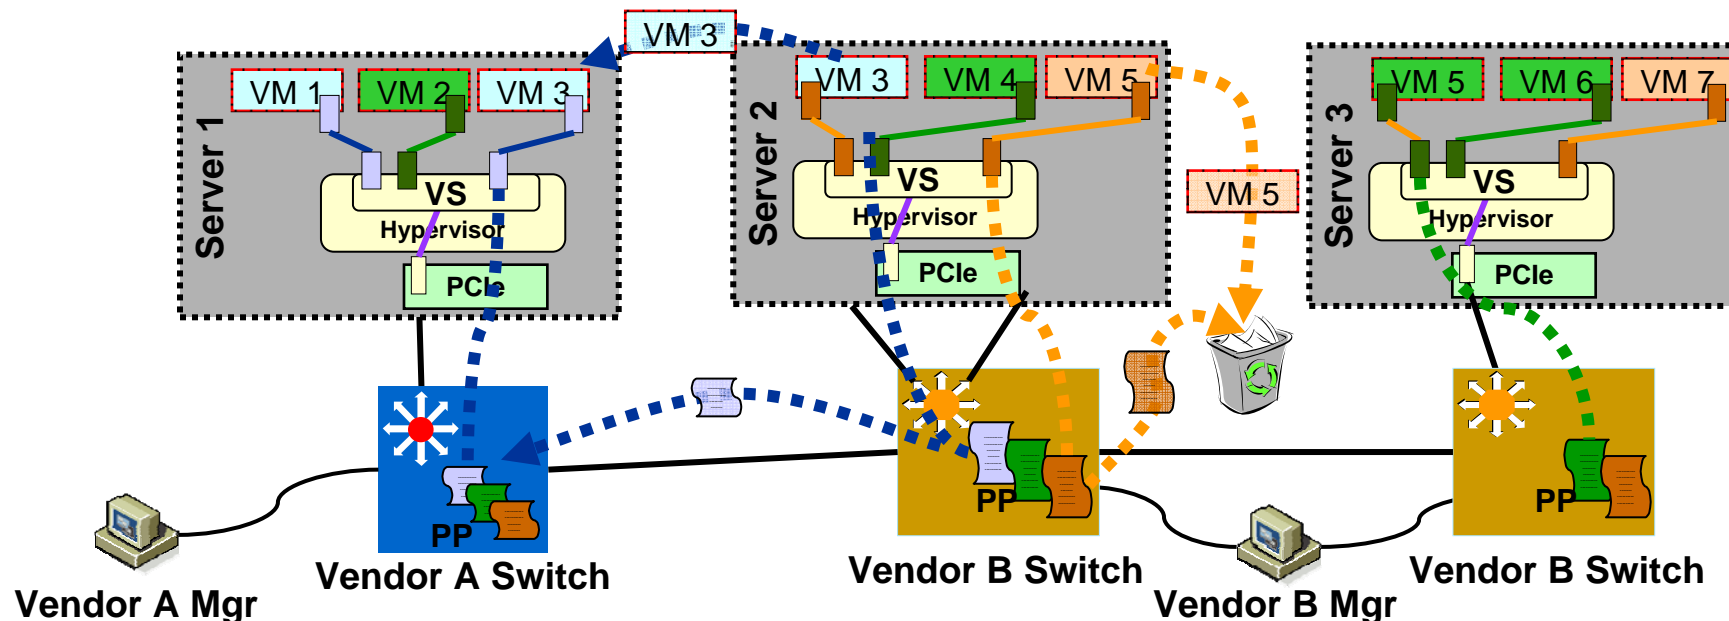 VM 3
VM 1
VM 2
VM 3
Server 1
VS
Hypervisor
PCIe
VM 3
VM 4
VM 5
Server 2
VS
Hypervisor
PCIe
VM 5
VM 5
VM 6
VM 7
Server 3
VS
Hypervisor
PCIe
PP
PP
PP
Vendor A Switch
Vendor B Switch
Vendor B Switch
Vendor A Mgr
Vendor B Mgr